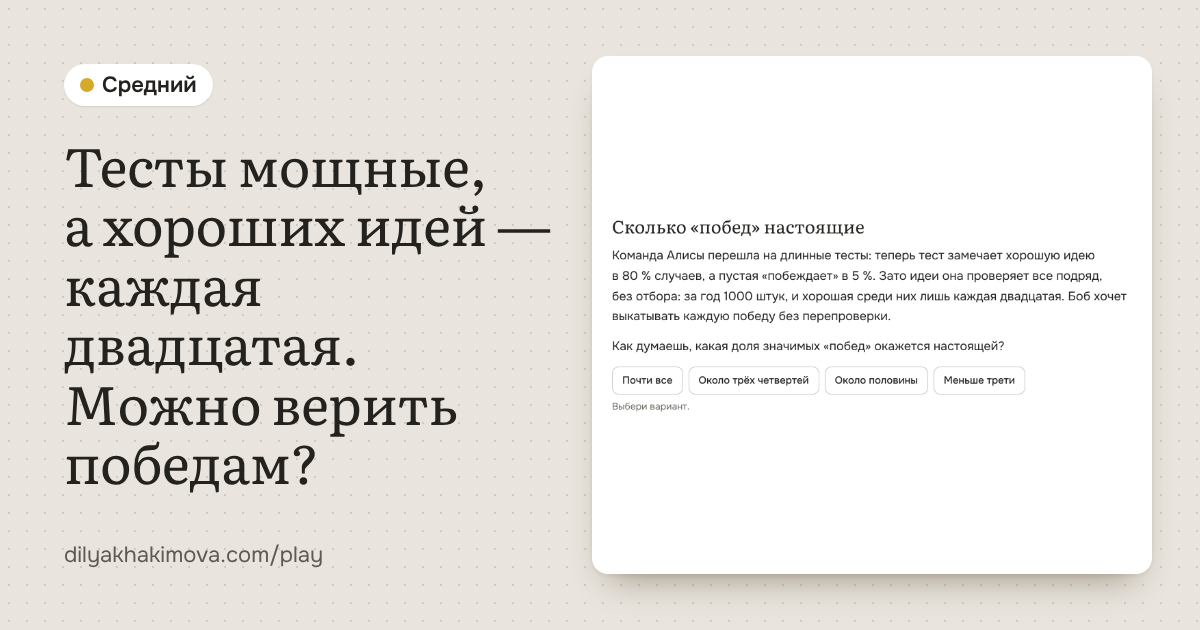 Средний
Тесты мощные,
а хороших идей —
каждая
двадцатая.
Можно верить
победам?
dilyakhakimova.com/play
Сколько «побед» настоящие
Команда Алисы перешла на длинные тесты: теперь тест замечает хорошую идею
в 80 % случаев, а пустая «побеждает» в 5 %. Зато идеи она проверяет все подряд,
без отбора: за год 1000 штук, и хорошая среди них лишь каждая двадцатая. Боб хочет
выкатывать каждую победу без перепроверки.
Как думаешь, какая доля значимых «побед» окажется настоящей?
Почти все
Около трёх четвертей
Около половины
Меньше трети
Выбери вариант.